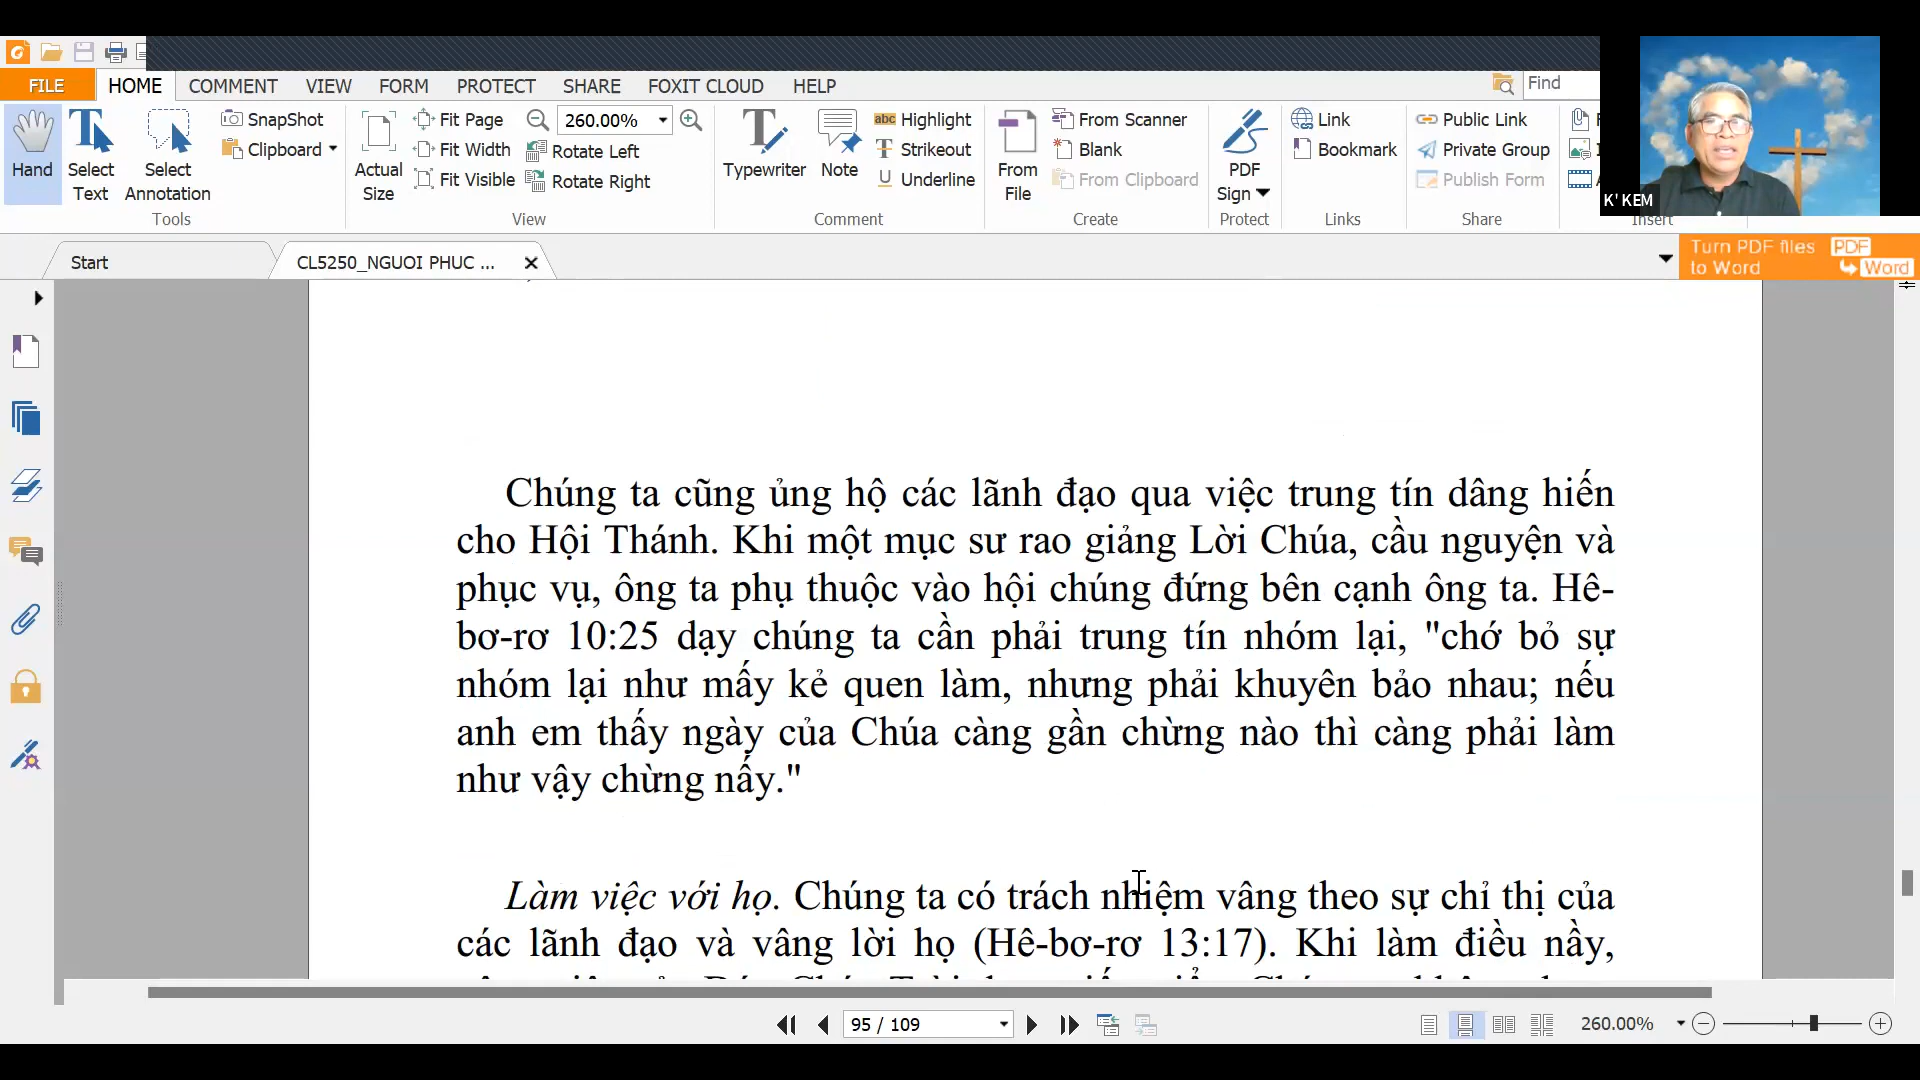 FILE HOME COMMENT VIEW FORM PROTECT SHARE FOXIT CLOUD HELP Find
Hand
Select Text
Select Annotation
SnapShot
Clipboard
Tools
Actual Size
Fit Page
Fit Width
Fit Visible
260.00%
Rotate Left
Rotate Right
View
Typewriter
Note
Highlight
Strikeout
Underline
Comment
From File
From Scanner
Blank
From Clipboard
Create
PDF Sign
Protect
Link
Bookmark
Links
Public Link
Private Group
Publish Form
Share
Insert
K' KEM
Start
CL5250_NGUOI PHUC ...
Turn PDF files
to Word
PDF
Word
Chúng ta cũng ủng hộ các lãnh đạo qua việc trung tín dâng hiến
cho Hội Thánh. Khi một mục sư rao giảng Lời Chúa, cầu nguyện và
phục vụ, ông ta phụ thuộc vào hội chúng đứng bên cạnh ông ta. Hê-
bơ-rơ 10:25 dạy chúng ta cần phải trung tín nhóm lại, "chớ bỏ sự
nhóm lại như mấy kẻ quen làm, nhưng phải khuyên bảo nhau; nếu
anh em thấy ngày của Chúa càng gần chừng nào thì càng phải làm
như vậy chừng nấy."
Làm việc với họ. Chúng ta có trách nhiệm vâng theo sự chỉ thị của
các lãnh đạo và vâng lời họ (Hê-bơ-rơ 13:17). Khi làm điều nầy,
95 / 109
260.00%